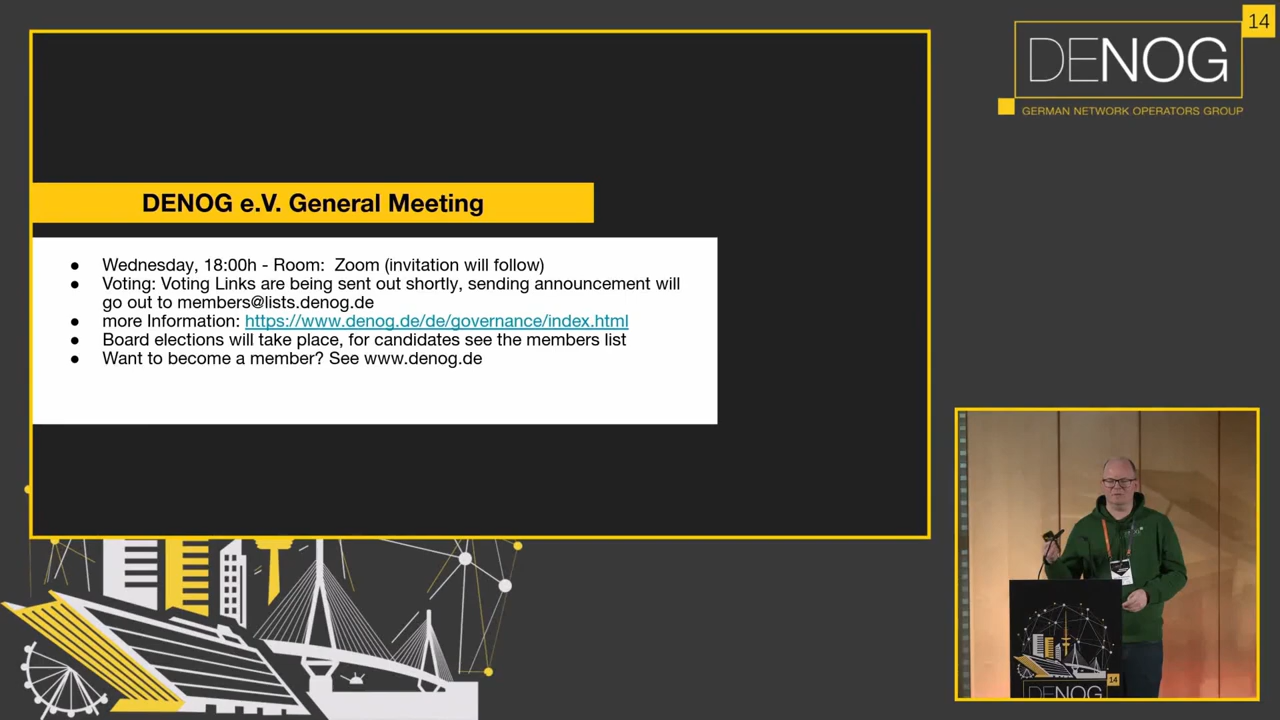 14
DENOG
GERMAN NETWORK OPERATORS GROUP
DENOG e.V. General Meeting
● Wednesday, 18:00h - Room:  Zoom (invitation will follow)
● Voting: Voting Links are being sent out shortly, sending announcement will
go out to members@lists.denog.de
● more Information: https://www.denog.de/de/governance/index.html
● Board elections will take place, for candidates see the members list
● Want to become a member? See www.denog.de
14
DENOG